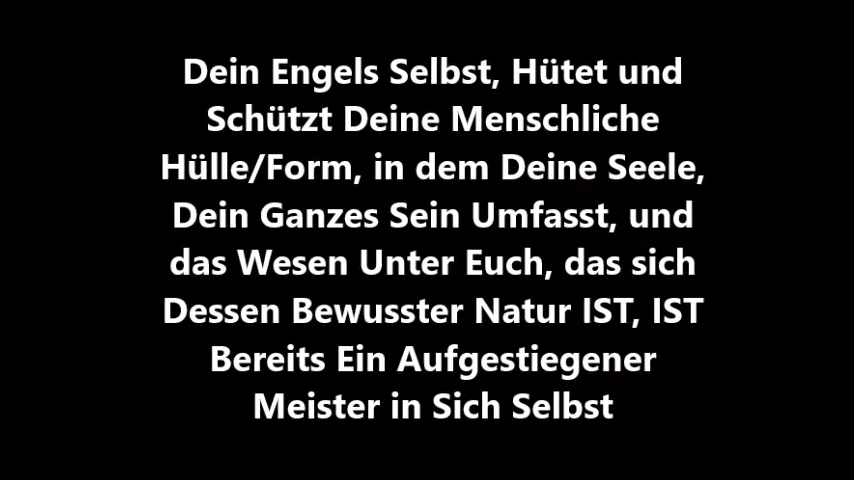 Dein Engels Selbst, Hütet und
Schützt Deine Menschliche
Hülle/Form, in dem Deine Seele,
Dein Ganzes Sein Umfasst, und
das Wesen Unter Euch, das sich
Dessen Bewusster Natur IST, IST
Bereits Ein Aufgestiegener
Meister in Sich Selbst